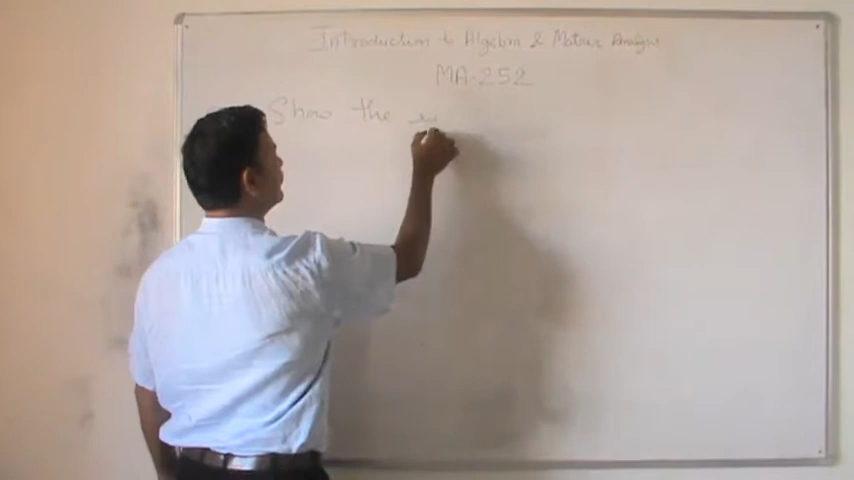 Introduction to Algebra & Matrix Analysis
MA-252
Show the